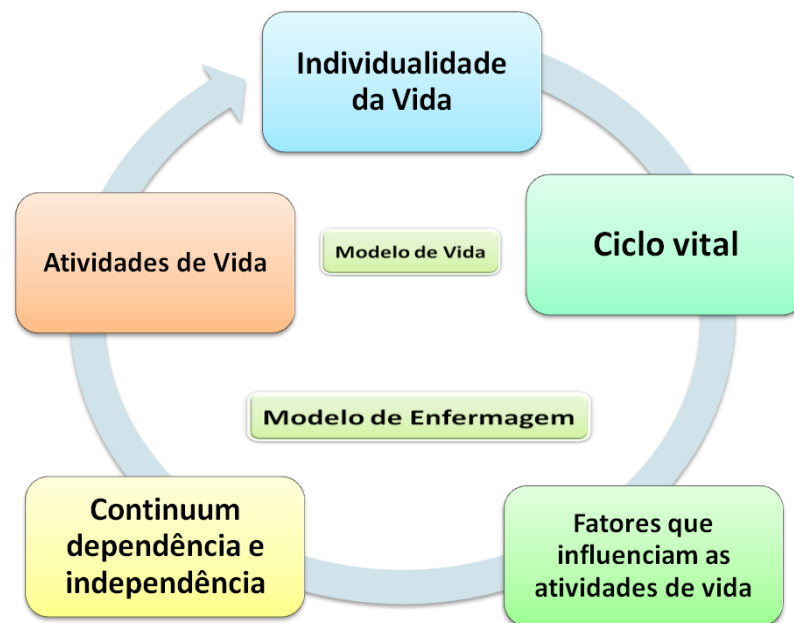 Individualidade
da Vida
Ciclo vital
Atividades de Vida
Modelo de Vida
Modelo de Enfermagem
Continuum
dependência e
independência
Fatores que
influenciam as
atividades de vida